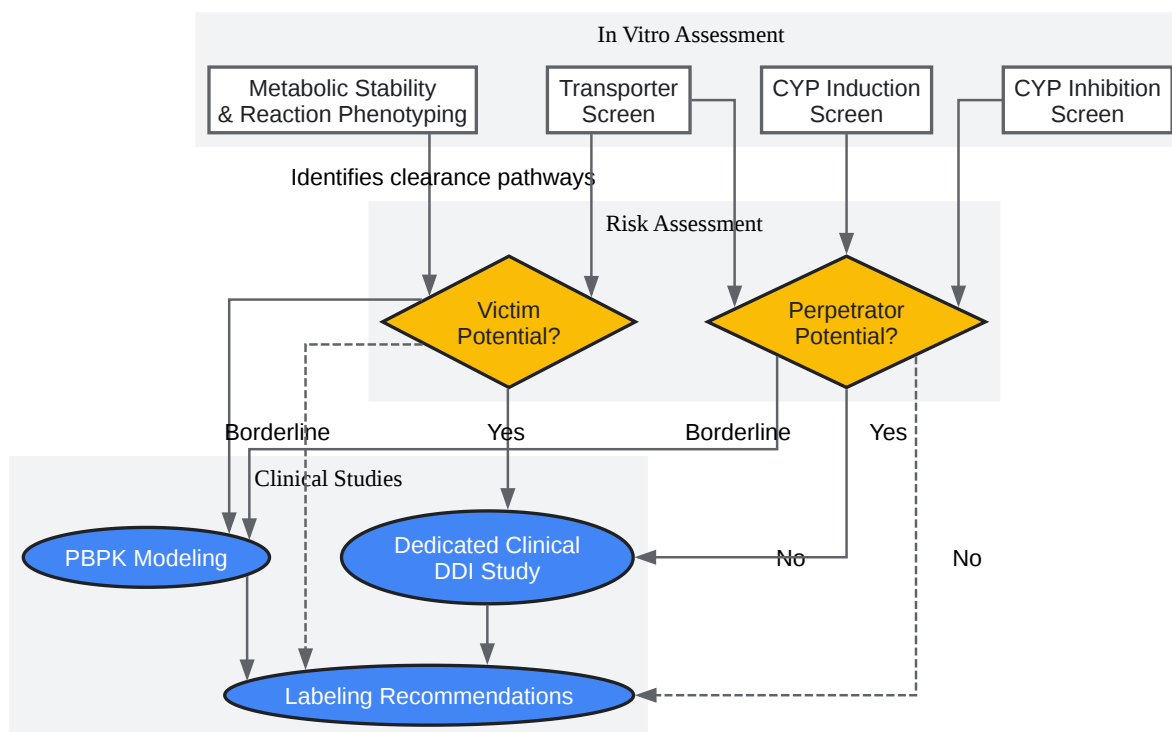 In Vitro Assessment
Metabolic Stability
& Reaction Phenotyping
Transporter
Screen
CYP Induction
Screen
CYP Inhibition
Screen
Identifies clearance pathways
Risk Assessment
Victim
Potential?
Perpetrator
Potential?
Borderline
Yes
Borderline
Yes
Clinical Studies
PBPK Modeling
Dedicated Clinical
DDI Study
No
No
Labeling Recommendations